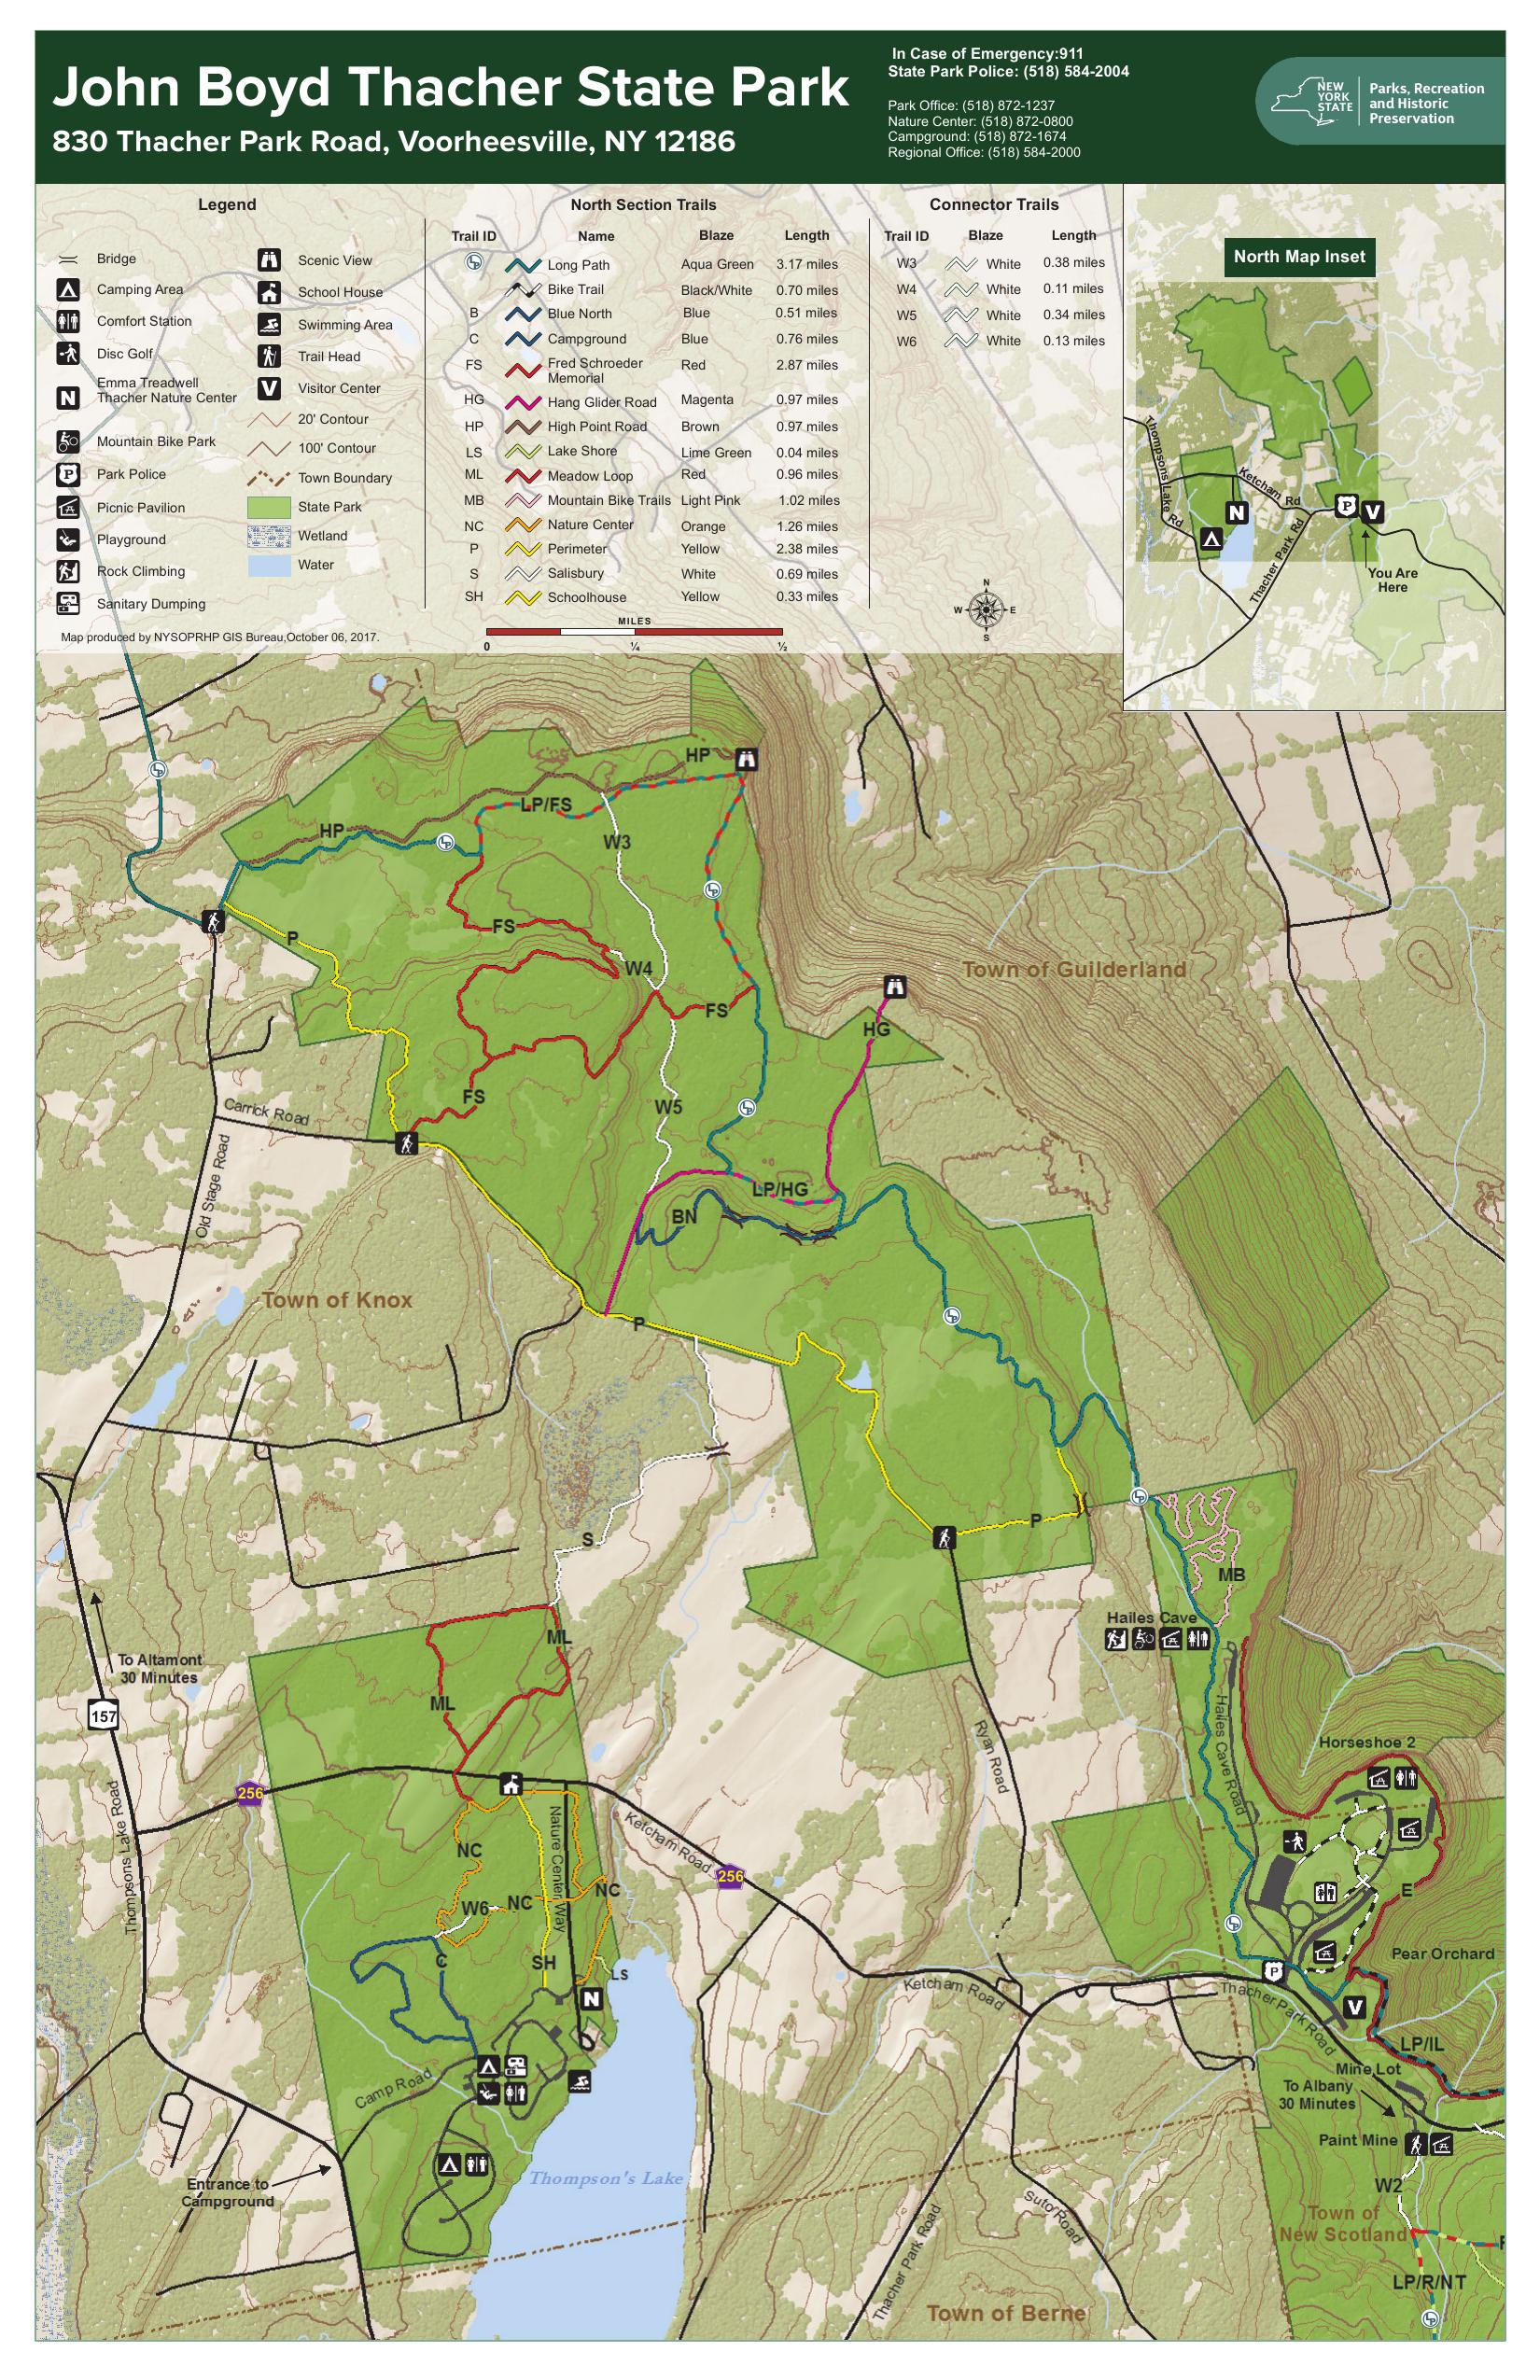 John Boyd Thacher State Park
830 Thacher Park Road, Voorheesville, NY 12186
In Case of Emergency:911
State Park Police: (518) 584-2004
Park Office: (518) 872-1237
Nature Center: (518) 872-0800
Campground: (518) 872-1674
Regional Office: (518) 584-2000
NEW
YORK
STATE
Parks, Recreation
and Historic
Preservation
Legend
Bridge
Camping Area
Comfort Station
Disc Golf
N
Emma Treadwell
Thacher Nature Center
Mountain Bike Park
P
Park Police
Picnic Pavilion
Playground
Rock Climbing
Sanitary Dumping
Scenic View
School House
Swimming Area
Trail Head
V
Visitor Center
20' Contour
100' Contour
Town Boundary
State Park
Wetland
Water
Map produced by NYSOPRHP GIS Bureau,October 06, 2017.
North Section Trails
Trail ID Name Blaze Length
LP Long Path Aqua Green 3.17 miles
Bike Trail Black/White 0.70 miles
B Blue North Blue 0.51 miles
C Campground Blue 0.76 miles
FS Fred Schroeder
Memorial Red 2.87 miles
HG Hang Glider Road Magenta 0.97 miles
HP High Point Road Brown 0.97 miles
LS Lake Shore Lime Green 0.04 miles
ML Meadow Loop Red 0.96 miles
MB Mountain Bike Trails Light Pink 1.02 miles
NC Nature Center Orange 1.26 miles
P Perimeter Yellow 2.38 miles
S Salisbury White 0.69 miles
SH Schoolhouse Yellow 0.33 miles
MILES
0 ¼ ½
Connector Trails
Trail ID Blaze Length
W3 White 0.38 miles
W4 White 0.11 miles
W5 White 0.34 miles
W6 White 0.13 miles
N
W E
S
North Map Inset
Thompsons Lake Rd
Ketcham Rd
N
P
V
Thacher Park Rd
You Are
Here
HP
LP
LP/FS
HP
LP
W3
LP
FS
P
W4
Town of Guilderland
FS
HG
FS
Carrick Road
W5
LP
Old Stage Road
LP/HG
BN
Town of Knox
LP
P
LP
P
S
MB
Hailes Cave
ML
To Altamont
30 Minutes
ML
157
Hailes Cave Road
Ryan Road
Horseshoe 2
256
Thompsons Lake Road
Nature Center Way
Ketcham Road
256
NC
NC
NC
W6
E
LP
C
SH
LS
Pear Orchard
P
N
Ketcham Road
Thacher Park Road
V
LP/IL
Mine Lot
Camp Road
To Albany
30 Minutes
Paint Mine
W2
Entrance to
Campground
Thompson's Lake
Suto Road
Town of
New Scotland
Thacher Park Road
LP/R/NT
Town of Berne
LP